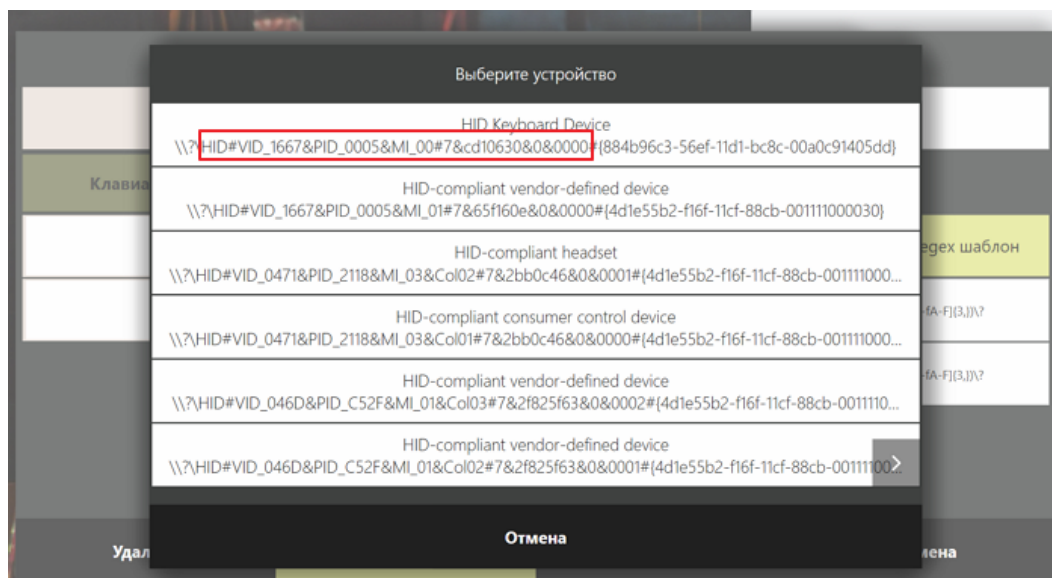 Выберите устройство
HID Keyboard Device
\\?\HID#VID_1667&PID_0005&MI_00#7&cd10630&0&0000#{884b96c3-56ef-11d1-bc8c-00a0c91405dd}
Клавиа
HID-compliant vendor-defined device
\\?\HID#VID_1667&PID_0005&MI_01#7&65f160e&0&0000#{4d1e55b2-f16f-11cf-88cb-001111000030}
HID-compliant headset
egex шаблон
\\?\HID#VID_0471&PID_2118&MI_03&Col02#7&2bb0c46&0&0001#{4d1e55b2-f16f-11cf-88cb-001111000...
HID-compliant consumer control device
-fA-F]{3,})\?
\\?\HID#VID_0471&PID_2118&MI_03&Col01#7&2bb0c46&0&0000#{4d1e55b2-f16f-11cf-88cb-001111000...
HID-compliant vendor-defined device
-fA-F]{3,})\?
\\?\HID#VID_046D&PID_C52F&MI_01&Col03#7&2f825f63&0&0002#{4d1e55b2-f16f-11cf-88cb-0011110...
HID-compliant vendor-defined device
\\?\HID#VID_046D&PID_C52F&MI_01&Col02#7&2f825f63&0&0001#{4d1e55b2-f16f-11cf-88cb-00111100...
Отмена
Удал
мена